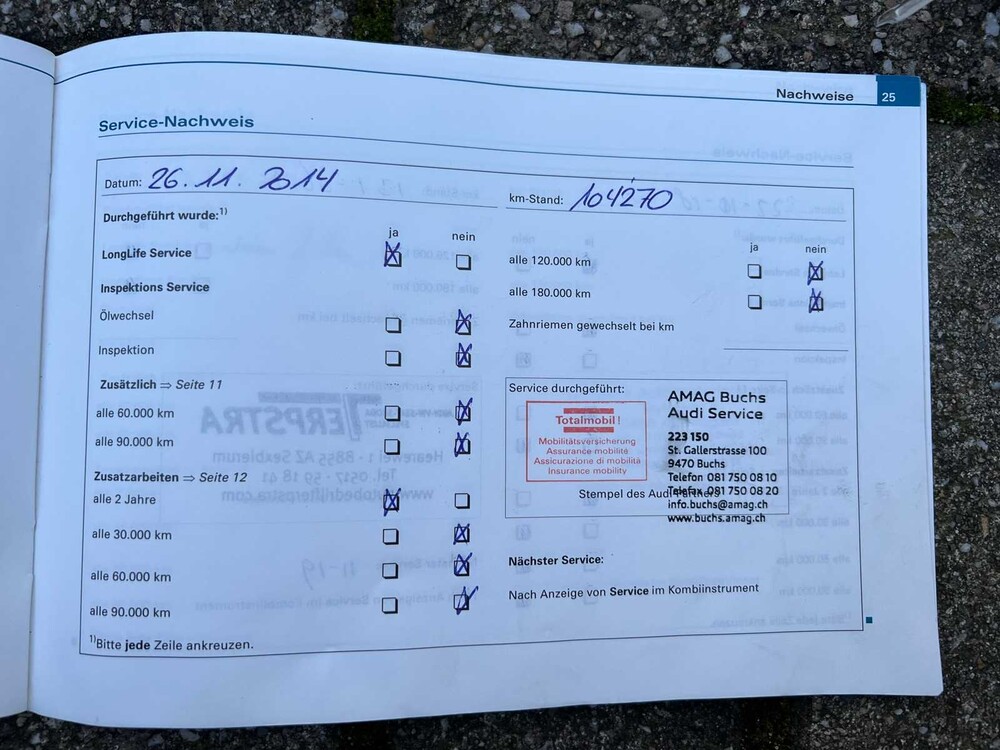 Nachweise 25
Service-Nachweis
Datum: 26.11.2014
km-Stand: 104'270
Durchgeführt wurde:1)
ja nein
LongLife Service
Inspektions Service
Ölwechsel
Inspektion
Zusätzlich ⇒ Seite 11
alle 60.000 km
alle 90.000 km
Zusatzarbeiten ⇒ Seite 12
alle 2 Jahre
alle 30.000 km
alle 60.000 km
alle 90.000 km
1)Bitte jede Zeile ankreuzen.
ja nein
alle 120.000 km
alle 180.000 km
Zahnriemen gewechselt bei km
Service durchgeführt:
Totalmobil!
Mobilitätsversicherung
Assurance mobilité
Assicurazione di mobilità
Insurance mobility
AMAG Buchs
Audi Service
223 150
St. Gallerstrasse 100
9470 Buchs
Telefon 081 750 08 10
Telefax 081 750 08 20
info.buchs@amag.ch
www.buchs.amag.ch
Stempel des Audi Partners
Nächster Service:
Nach Anzeige von Service im Kombiinstrument